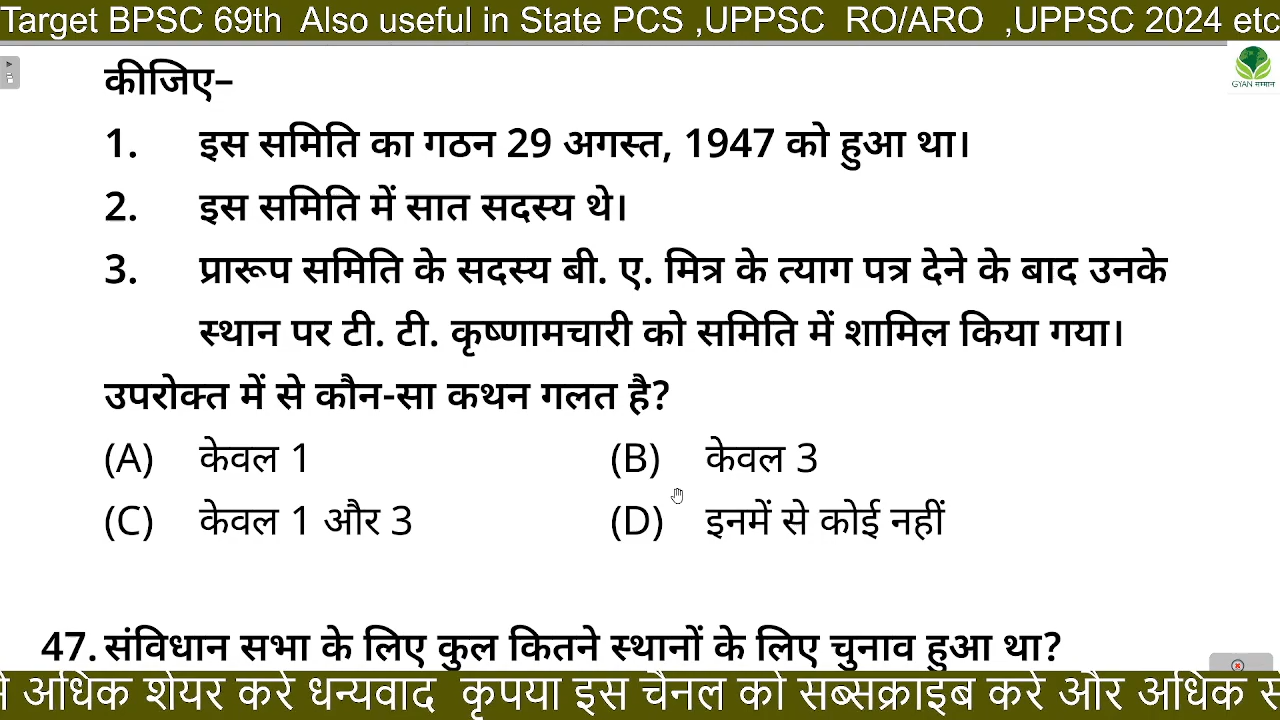 Target BPSC 69th Also useful in State PCS ,UPPSC RO/ARO ,UPPSC 2024 etc
GYAN सम्मान
कीजिए–
1. इस समिति का गठन 29 अगस्त, 1947 को हुआ था।
2. इस समिति में सात सदस्य थे।
3. प्रारूप समिति के सदस्य बी. ए. मित्र के त्याग पत्र देने के बाद उनके
स्थान पर टी. टी. कृष्णामचारी को समिति में शामिल किया गया।
उपरोक्त में से कौन-सा कथन गलत है?
(A) केवल 1 (B) केवल 3
(C) केवल 1 और 3 (D) इनमें से कोई नहीं
47. संविधान सभा के लिए कुल कितने स्थानों के लिए चुनाव हुआ था?
अधिक शेयर करे धन्यवाद कृपया इस चैनल को सब्सक्राइब करे और अधिक